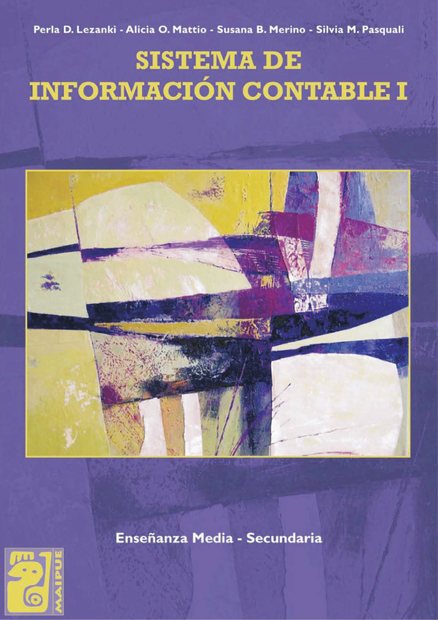 Perla D. Lezanki - Alicia O. Mattio - Susana B. Merino - Silvia M. Pasquali
SISTEMA DE
INFORMACIÓN CONTABLE I
Enseñanza Media - Secundaria
MAIPUE